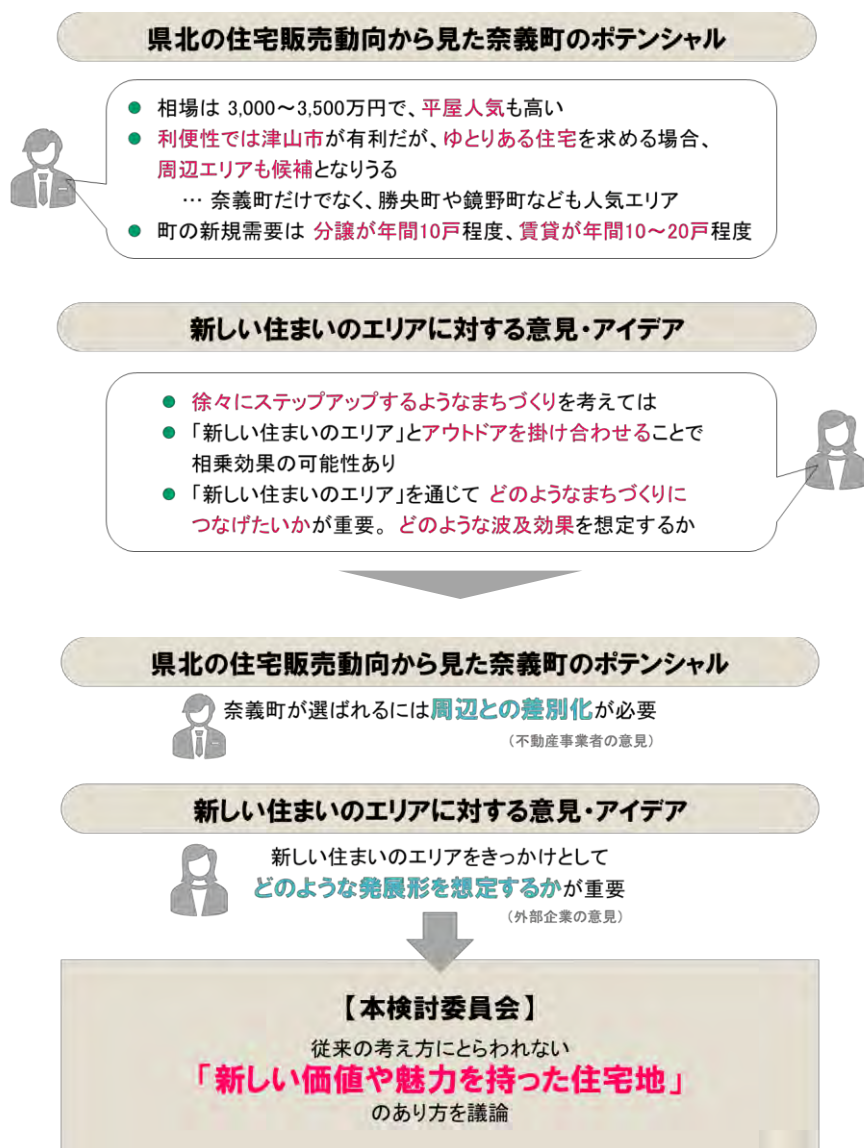 県北の住宅販売動向から見た奈義町のポテンシャル
● 相場は 3,000～3,500万円で、平屋人気も高い
● 利便性では津山市が有利だが、ゆとりある住宅を求める場合、
周辺エリアも候補となりうる
… 奈義町だけでなく、勝央町や鏡野町なども人気エリア
● 町の新規需要は 分譲が年間10戸程度、賃貸が年間10～20戸程度
新しい住まいのエリアに対する意見・アイデア
● 徐々にステップアップするようなまちづくりを考えては
● 「新しい住まいのエリア」とアウトドアを掛け合わせることで
相乗効果の可能性あり
● 「新しい住まいのエリア」を通じて どのようなまちづくりに
つなげたいかが重要。 どのような波及効果を想定するか
県北の住宅販売動向から見た奈義町のポテンシャル
奈義町が選ばれるには周辺との差別化が必要
（不動産事業者の意見）
新しい住まいのエリアに対する意見・アイデア
新しい住まいのエリアをきっかけとして
どのような発展形を想定するかが重要
（外部企業の意見）
【本検討委員会】
従来の考え方にとらわれない
「新しい価値や魅力を持った住宅地」
のあり方を議論